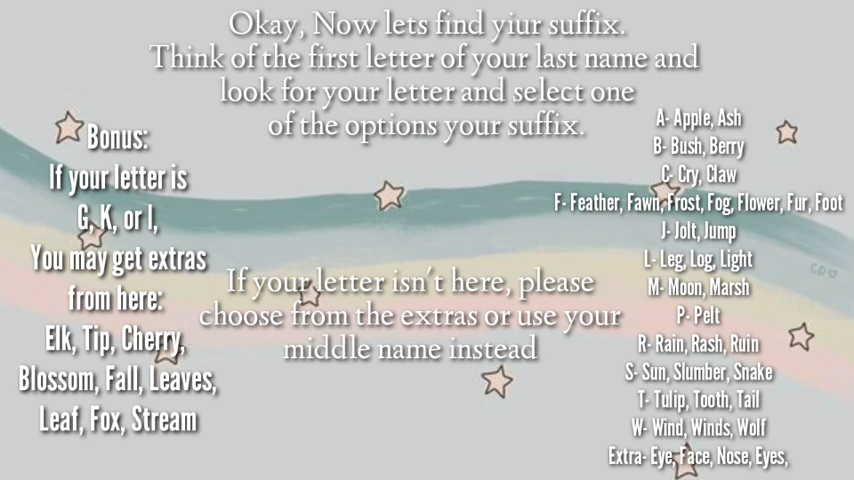 Okay, Now lets find yiur suffix.
Think of the first letter of your last name and
look for your letter and select one
of the options your suffix.
Bonus:
If your letter is
G, K, or I,
You may get extras
from here:
Elk, Tip, Cherry,
Blossom, Fall, Leaves,
Leaf, Fox, Stream
If your letter isn't here, please
choose from the extras or use your
middle name instead
A- Apple, Ash
B- Bush, Berry
C- Cry, Claw
F- Feather, Fawn, Frost, Fog, Flower, Fur, Foot
J- Jolt, Jump
L- Leg, Log, Light
M- Moon, Marsh
P- Pelt
R- Rain, Rash, Ruin
S- Sun, Slumber, Snake
T- Tulip, Tooth, Tail
W- Wind, Winds, Wolf
Extra- Eye, Face, Nose, Eyes,